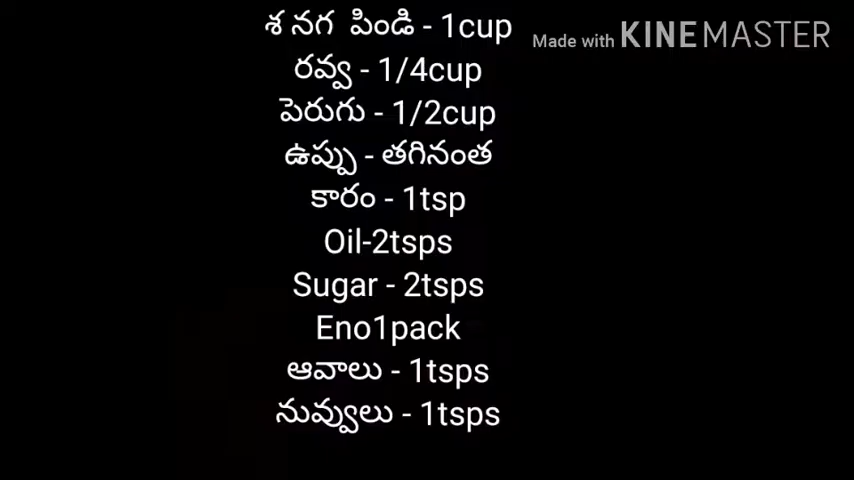 శ నగ పిండి - 1cup
Made with KINEMASTER
రవ్వ - 1/4cup
పెరుగు - 1/2cup
ఉప్పు - తగినంత
కారం - 1tsp
Oil-2tsps
Sugar - 2tsps
Eno1pack
ఆవాలు - 1tsps
నువ్వులు - 1tsps